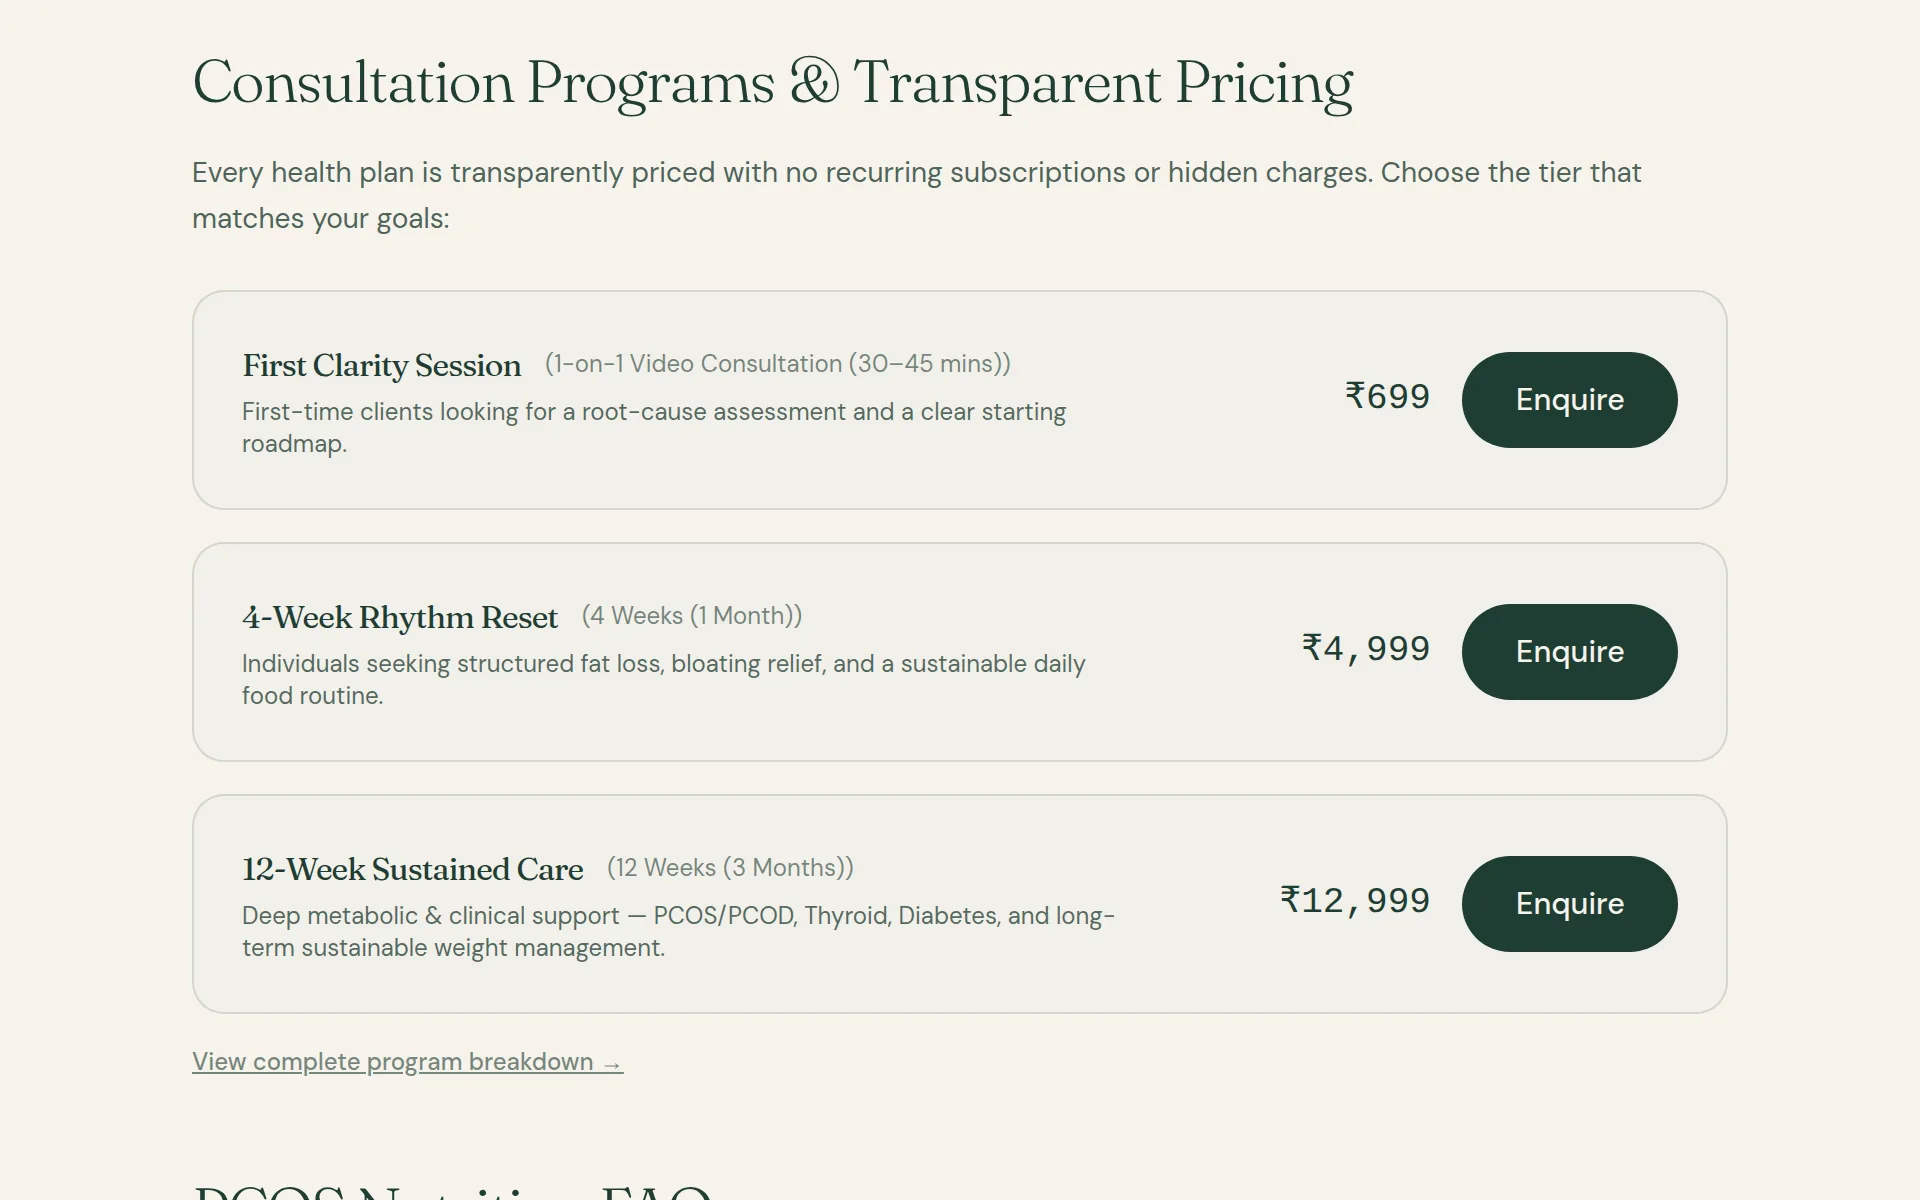 Consultation Programs & Transparent Pricing
Every health plan is transparently priced with no recurring subscriptions or hidden charges. Choose the tier that
matches your goals:
First Clarity Session (1-on-1 Video Consultation (30–45 mins))
First-time clients looking for a root-cause assessment and a clear starting
roadmap.
₹699
Enquire
4-Week Rhythm Reset (4 Weeks (1 Month))
Individuals seeking structured fat loss, bloating relief, and a sustainable daily
food routine.
₹4,999
Enquire
12-Week Sustained Care (12 Weeks (3 Months))
Deep metabolic & clinical support — PCOS/PCOD, Thyroid, Diabetes, and long-
term sustainable weight management.
₹12,999
Enquire
View complete program breakdown →
PCOS Nutrition FAQ